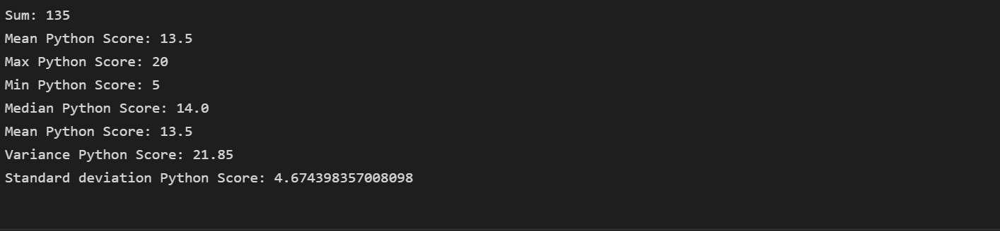 Sum: 135
Mean Python Score: 13.5
Max Python Score: 20
Min Python Score: 5
Median Python Score: 14.0
Mean Python Score: 13.5
Variance Python Score: 21.85
Standard deviation Python Score: 4.674398357008098